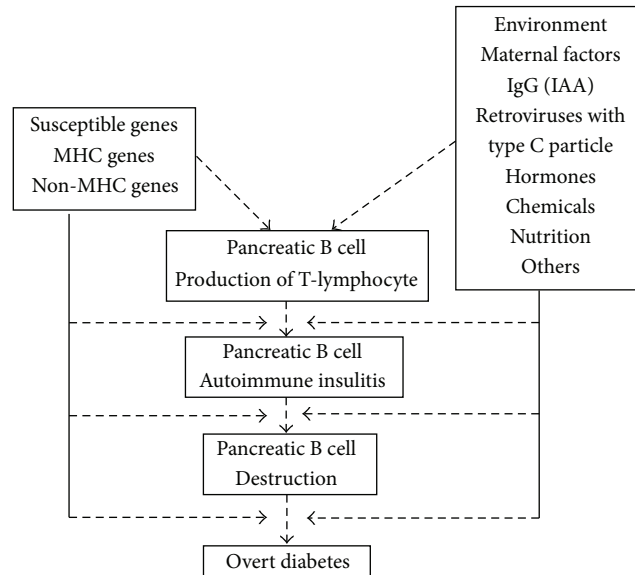 Susceptible genes
MHC genes
Non-MHC genes
Environment
Maternal factors
IgG (IAA)
Retroviruses with
type C particle
Hormones
Chemicals
Nutrition
Others
Pancreatic B cell
Production of T-lymphocyte
Pancreatic B cell
Autoimmune insulitis
Pancreatic B cell
Destruction
Overt diabetes